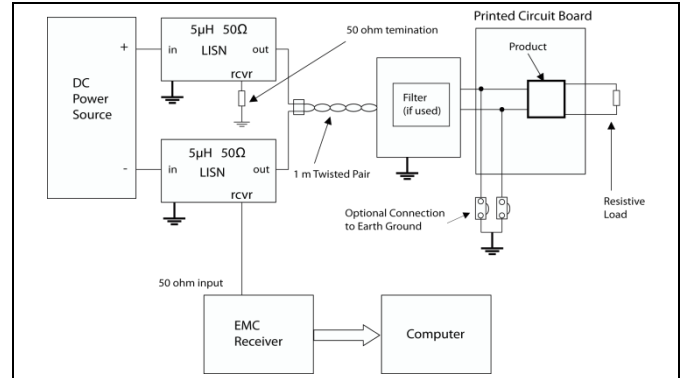 Printed Circuit Board
5µH 50Ω
in
out
LISN
rcvr
+
50 ohm temination
Product
DC
Power
Source
Filter
(if used)
-
5µH 50Ω
in
out
LISN
rcvr
1 m Twisted Pair
Optional Connection
to Earth Ground
Resistive
Load
50 ohm input
EMC
Receiver
Computer